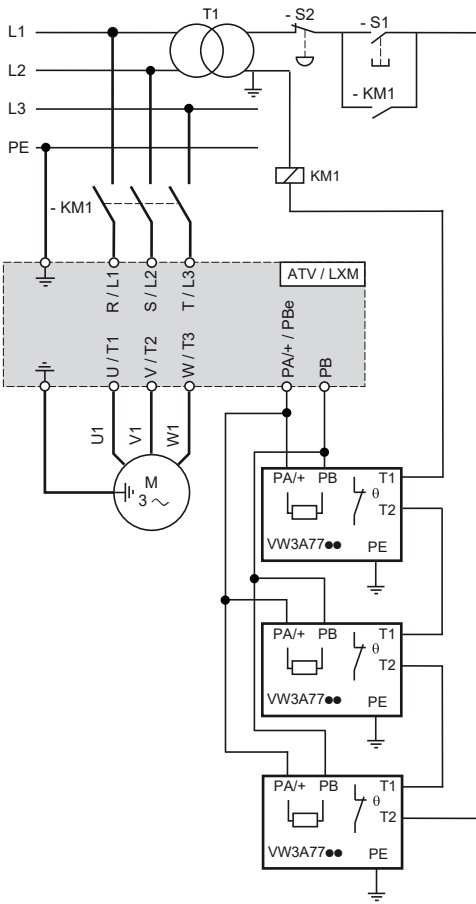 L1
T1
- S2
- S1
L2
- KM1
L3
PE
KM1
- KM1
ATV / LXM
R / L1
S / L2
T / L3
U / T1
V / T2
W / T3
PA/+ / PBe
PB
U1
V1
W1
M
3 ~
PA/+ PB
T1
θ
T2
VW3A77●●
PE
PA/+ PB
T1
θ
T2
VW3A77●●
PE
PA/+ PB
T1
θ
T2
VW3A77●●
PE